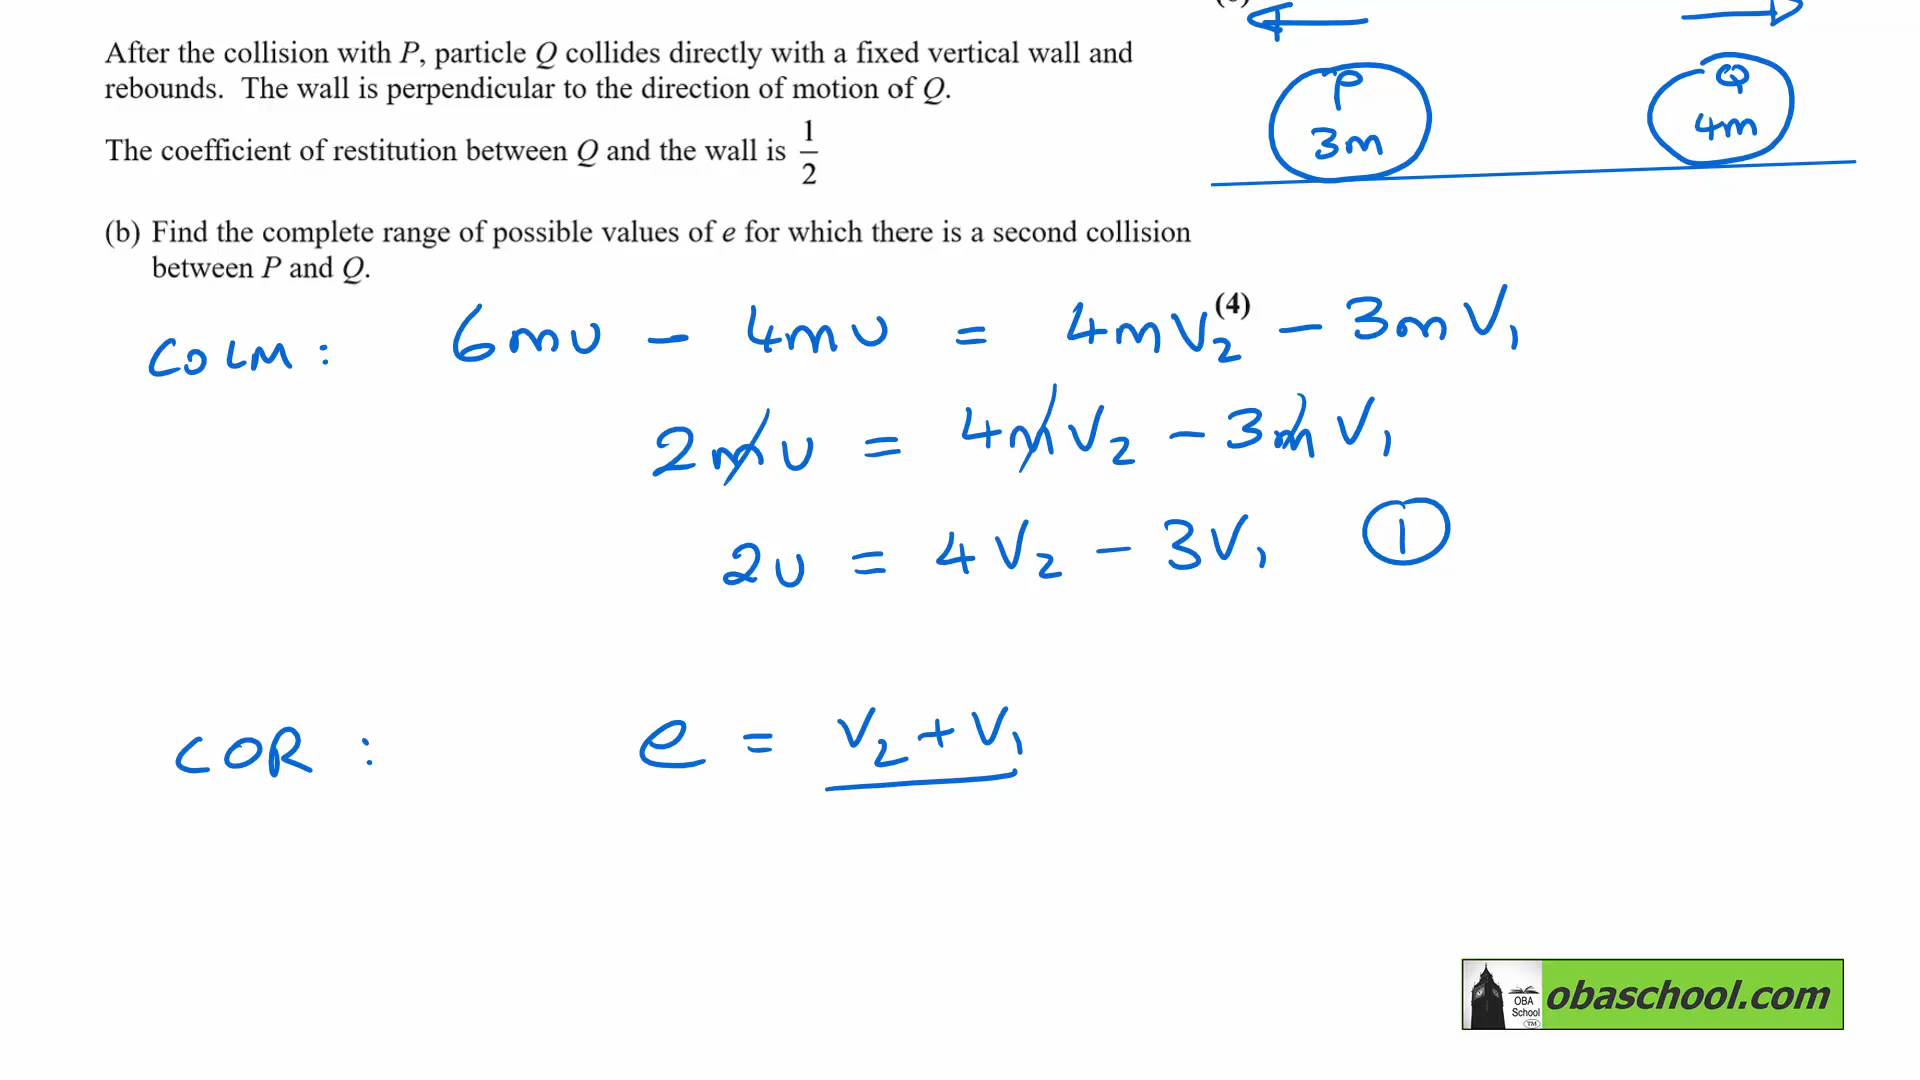 After the collision with P, particle Q collides directly with a fixed vertical wall and
rebounds. The wall is perpendicular to the direction of motion of Q.
The coefficient of restitution between Q and the wall is 1/2
(b) Find the complete range of possible values of e for which there is a second collision
between P and Q.
(4)
P
3m
Q
4m
COLM : 6mu - 4mu = 4mV₂ - 3mV₁
2mu = 4mV₂ - 3mV₁
2u = 4V₂ - 3V₁ ①
COR : e = V₂ + V₁
OBA
School
TM
obaschool.com